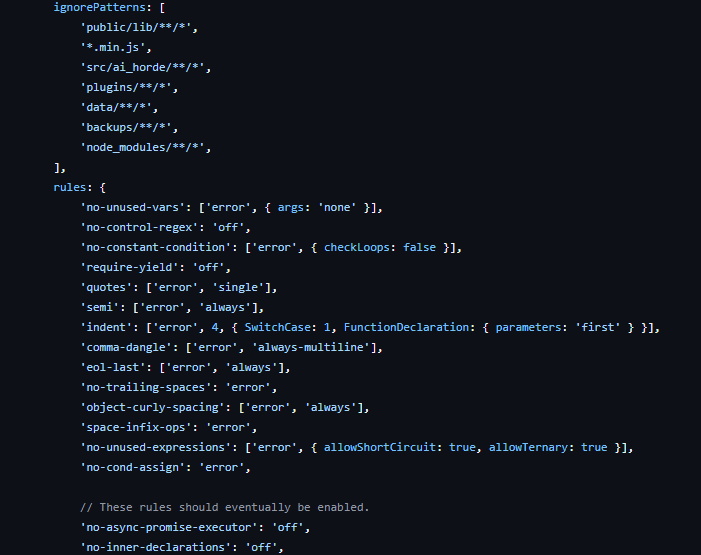 ignorePatterns: [
'public/lib/**/*',
'*.min.js',
'src/ai_horde/**/*',
'plugins/**/*',
'data/**/*',
'backups/**/*',
'node_modules/**/*',
],
rules: {
'no-unused-vars': ['error', { args: 'none' }],
'no-control-regex': 'off',
'no-constant-condition': ['error', { checkLoops: false }],
'require-yield': 'off',
'quotes': ['error', 'single'],
'semi': ['error', 'always'],
'indent': ['error', 4, { SwitchCase: 1, FunctionDeclaration: { parameters: 'first' } }],
'comma-dangle': ['error', 'always-multiline'],
'eol-last': ['error', 'always'],
'no-trailing-spaces': 'error',
'object-curly-spacing': ['error', 'always'],
'space-infix-ops': 'error',
'no-unused-expressions': ['error', { allowShortCircuit: true, allowTernary: true }],
'no-cond-assign': 'error',
// These rules should eventually be enabled.
'no-async-promise-executor': 'off',
'no-inner-declarations': 'off',